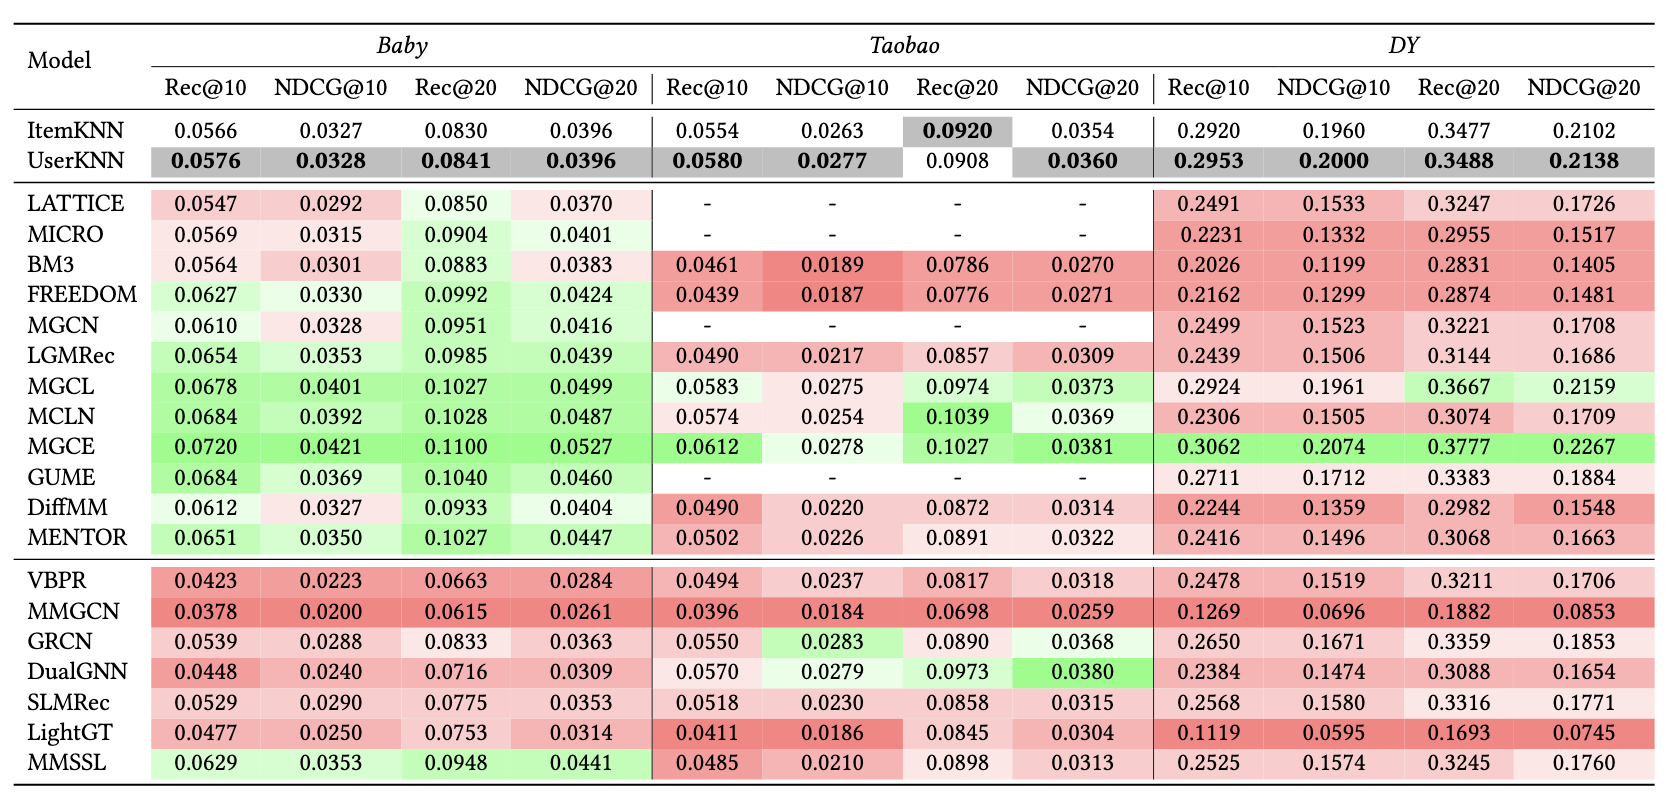 Model Baby Taobao DY
Rec@10 NDCG@10 Rec@20 NDCG@20 Rec@10 NDCG@10 Rec@20 NDCG@20 Rec@10 NDCG@10 Rec@20 NDCG@20
ItemKNN 0.0566 0.0327 0.0830 0.0396 0.0554 0.0263 0.0920 0.0354 0.2920 0.1960 0.3477 0.2102
UserKNN 0.0576 0.0328 0.0841 0.0396 0.0580 0.0277 0.0908 0.0360 0.2953 0.2000 0.3488 0.2138
LATTICE 0.0547 0.0292 0.0850 0.0370 - - - - 0.2491 0.1533 0.3247 0.1726
MICRO 0.0569 0.0315 0.0904 0.0401 - - - - 0.2231 0.1332 0.2955 0.1517
BM3 0.0564 0.0301 0.0883 0.0383 0.0461 0.0189 0.0786 0.0270 0.2026 0.1199 0.2831 0.1405
FREEDOM 0.0627 0.0330 0.0992 0.0424 0.0439 0.0187 0.0776 0.0271 0.2162 0.1299 0.2874 0.1481
MGCN 0.0610 0.0328 0.0951 0.0416 - - - - 0.2499 0.1523 0.3221 0.1708
LGMRec 0.0654 0.0353 0.0985 0.0439 0.0490 0.0217 0.0857 0.0309 0.2439 0.1506 0.3144 0.1686
MGCL 0.0678 0.0401 0.1027 0.0499 0.0583 0.0275 0.0974 0.0373 0.2924 0.1961 0.3667 0.2159
MCLN 0.0684 0.0392 0.1028 0.0487 0.0574 0.0254 0.1039 0.0369 0.2306 0.1505 0.3074 0.1709
MGCE 0.0720 0.0421 0.1100 0.0527 0.0612 0.0278 0.1027 0.0381 0.3062 0.2074 0.3777 0.2267
GUME 0.0684 0.0369 0.1040 0.0460 - - - - 0.2711 0.1712 0.3383 0.1884
DiffMM 0.0612 0.0327 0.0933 0.0404 0.0490 0.0220 0.0872 0.0314 0.2244 0.1359 0.2982 0.1548
MENTOR 0.0651 0.0350 0.1027 0.0447 0.0502 0.0226 0.0891 0.0322 0.2416 0.1496 0.3068 0.1663
VBPR 0.0423 0.0223 0.0663 0.0284 0.0494 0.0237 0.0817 0.0318 0.2478 0.1519 0.3211 0.1706
MMGCN 0.0378 0.0200 0.0615 0.0261 0.0396 0.0184 0.0698 0.0259 0.1269 0.0696 0.1882 0.0853
GRCN 0.0539 0.0288 0.0833 0.0363 0.0550 0.0283 0.0890 0.0368 0.2650 0.1671 0.3359 0.1853
DualGNN 0.0448 0.0240 0.0716 0.0309 0.0570 0.0279 0.0973 0.0380 0.2384 0.1474 0.3088 0.1654
SLMRec 0.0529 0.0290 0.0775 0.0353 0.0518 0.0230 0.0858 0.0315 0.2568 0.1580 0.3316 0.1771
LightGT 0.0477 0.0250 0.0753 0.0314 0.0411 0.0186 0.0845 0.0304 0.1119 0.0595 0.1693 0.0745
MMSSL 0.0629 0.0353 0.0948 0.0441 0.0485 0.0210 0.0898 0.0313 0.2525 0.1574 0.3245 0.1760